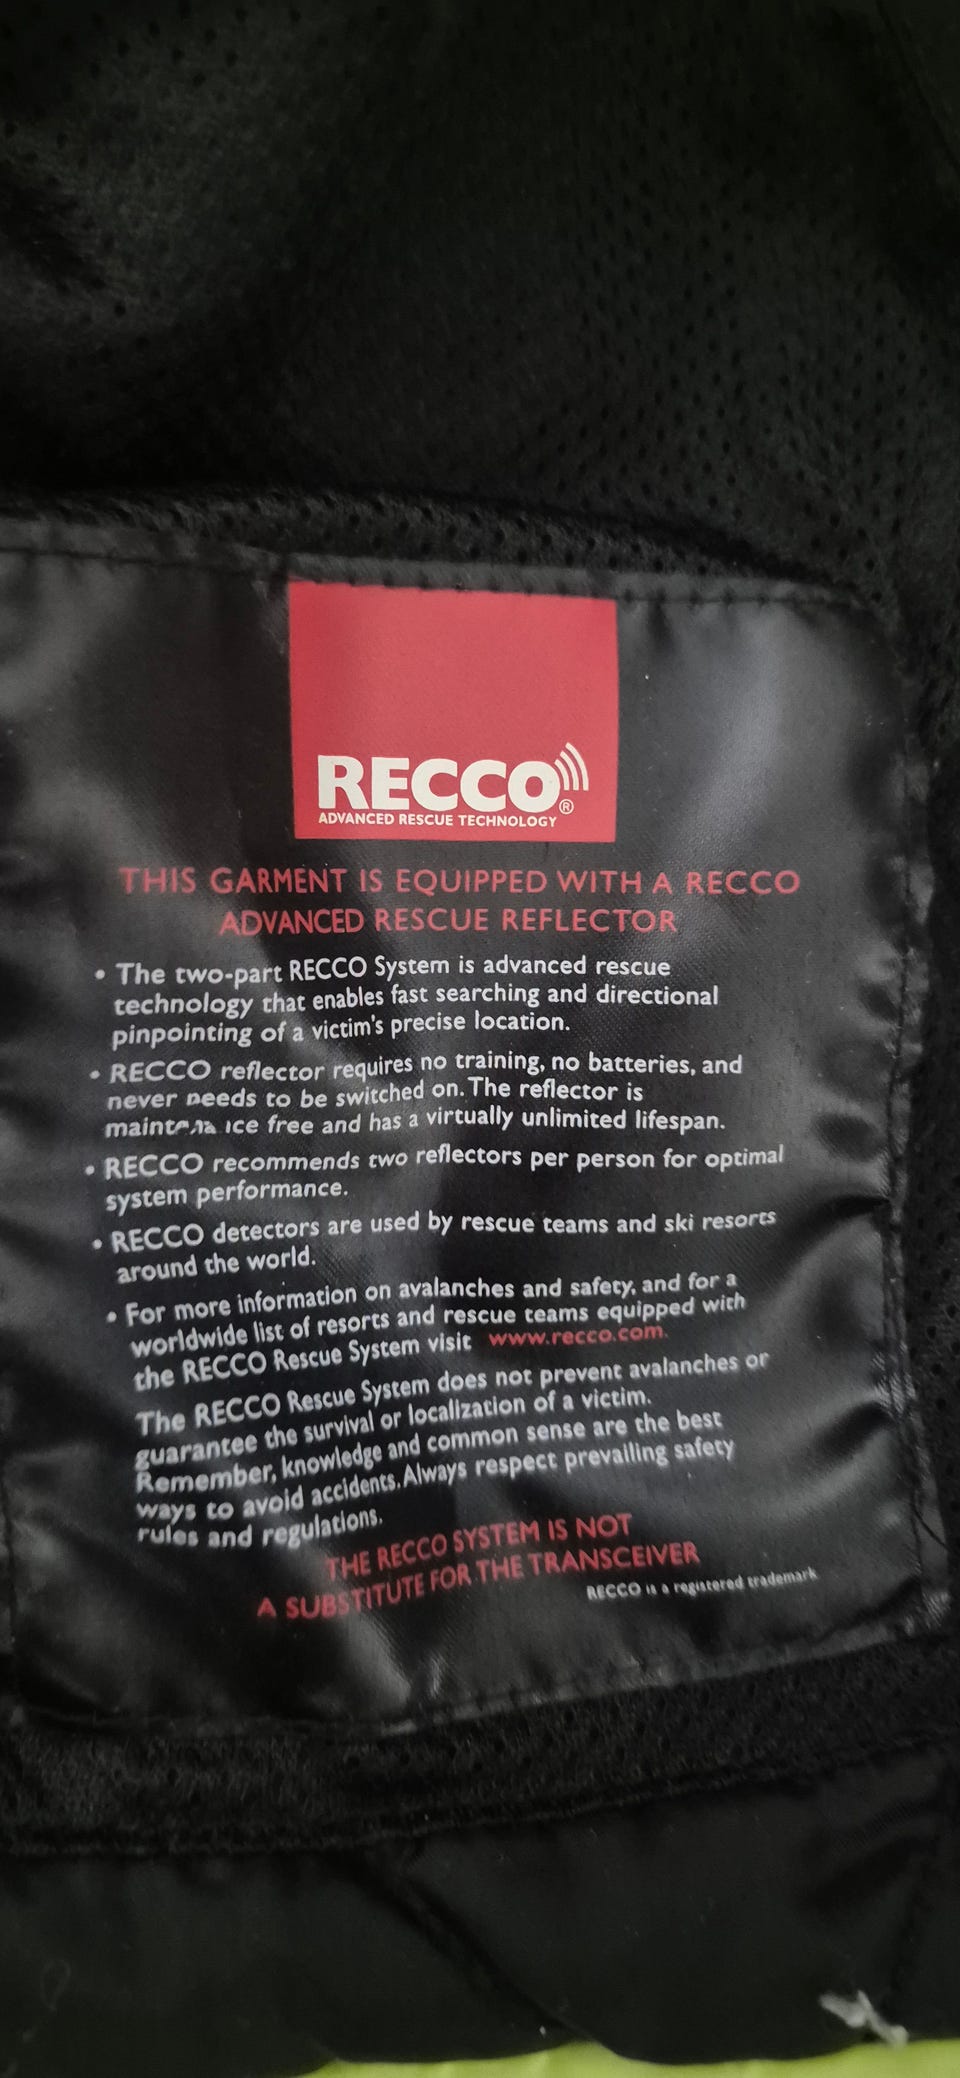 RECCO®
ADVANCED RESCUE TECHNOLOGY
THIS GARMENT IS EQUIPPED WITH A RECCO
ADVANCED RESCUE REFLECTOR
• The two-part RECCO System is advanced rescue
technology that enables fast searching and directional
pinpointing of a victim's precise location.
• RECCO reflector requires no training, no batteries, and
never needs to be switched on. The reflector is
maintenance free and has a virtually unlimited lifespan.
• RECCO recommends two reflectors per person for optimal
system performance.
• RECCO detectors are used by rescue teams and ski resorts
around the world.
• For more information on avalanches and safety, and for a
worldwide list of resorts and rescue teams equipped with
the RECCO Rescue System visit www.recco.com.
The RECCO Rescue System does not prevent avalanches or
guarantee the survival or localization of a victim.
Remember, knowledge and common sense are the best
ways to avoid accidents. Always respect prevailing safety
rules and regulations.
THE RECCO SYSTEM IS NOT
A SUBSTITUTE FOR THE TRANSCEIVER
RECCO is a registered trademark